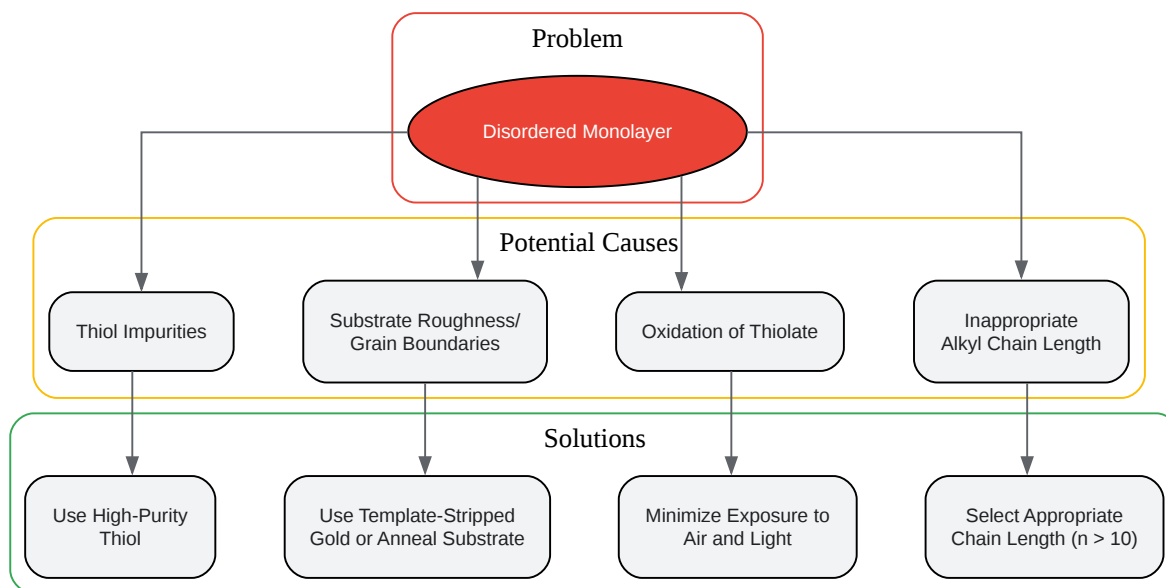 Problem
Disordered Monolayer
Potential Causes
Thiol Impurities
Substrate Roughness/
Grain Boundaries
Oxidation of Thiolate
Inappropriate
Alkyl Chain Length
Solutions
Use High-Purity
Thiol
Use Template-Stripped
Gold or Anneal Substrate
Minimize Exposure to
Air and Light
Select Appropriate
Chain Length (n > 10)